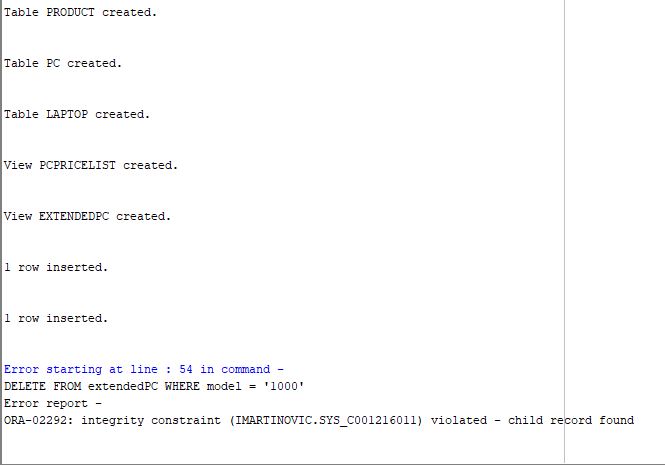 Table PRODUCT created.
Table PC created.
Table LAPTOP created.
View PCPRICELIST created.
View EXTENDEDPC created.
1 row inserted.
1 row inserted.
Error starting at line : 54 in command -
DELETE FROM extendedPC WHERE model = '1000'
Error report -
ORA-02292: integrity constraint (IMARTINOVIC.SYS_C001216011) violated - child record found